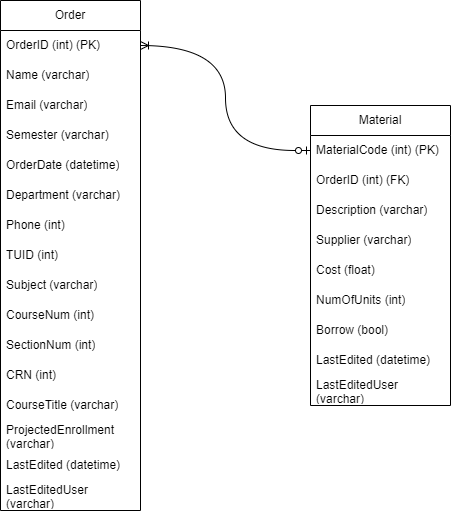 Order
OrderID (int) (PK)
Name (varchar)
Email (varchar)
Semester (varchar)
OrderDate (datetime)
Department (varchar)
Phone (int)
TUID (int)
Subject (varchar)
CourseNum (int)
SectionNum (int)
CRN (int)
CourseTitle (varchar)
ProjectedEnrollment
(varchar)
LastEdited (datetime)
LastEditedUser
(varchar)
Material
MaterialCode (int) (PK)
OrderID (int) (FK)
Description (varchar)
Supplier (varchar)
Cost (float)
NumOfUnits (int)
Borrow (bool)
LastEdited (datetime)
LastEditedUser
(varchar)